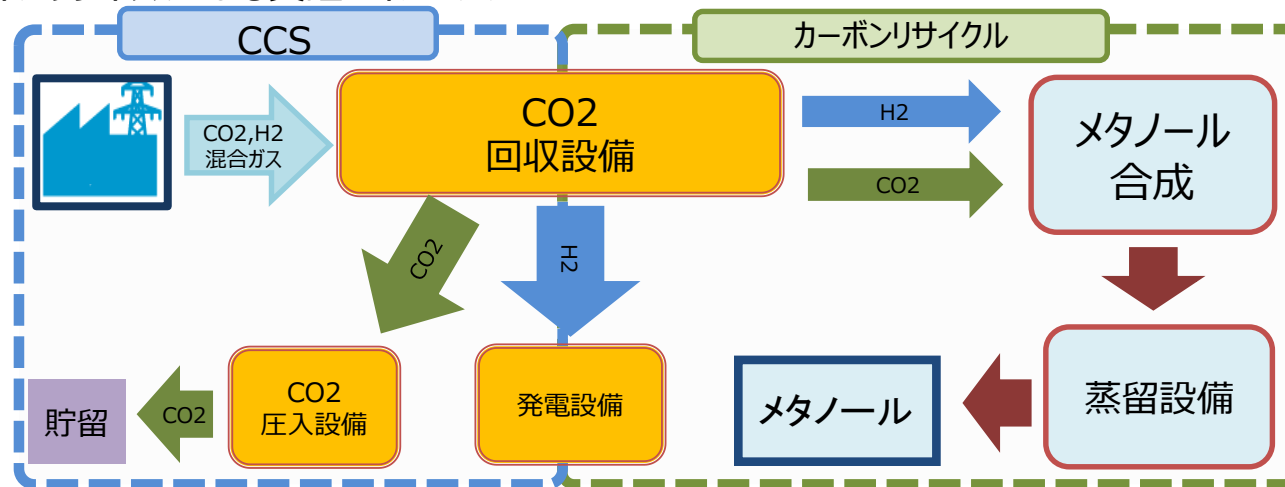 CCS
カーボンリサイクル
CO2,H2
混合ガス
CO2
回収設備
H2
CO2
メタノール
合成
CO2
H2
貯留
CO2
CO2
圧入設備
発電設備
メタノール
蒸留設備